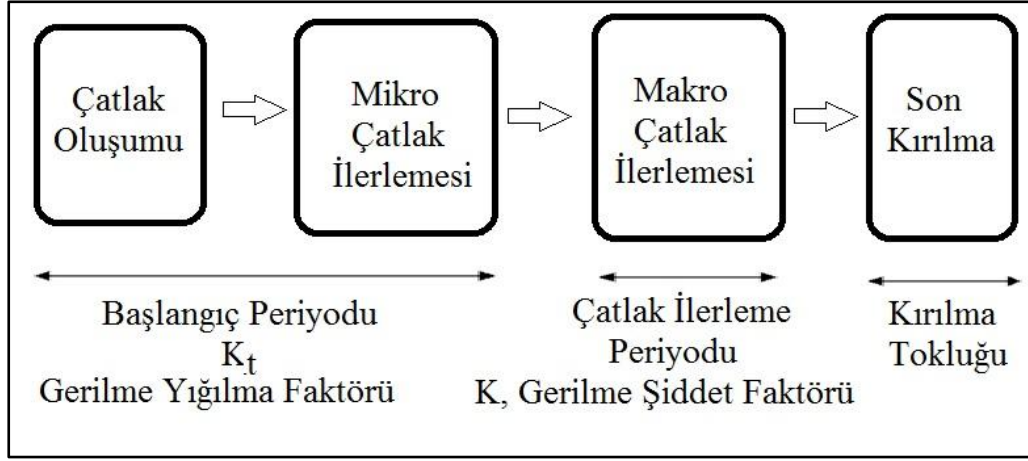 Çatlak
Oluşumu
Mikro
Çatlak
İlerlemesi
Makro
Çatlak
İlerlemesi
Son
Kırılma
Başlangıç Periyodu
Kt
Gerilme Yığılma Faktörü
Çatlak İlerleme
Periyodu
K, Gerilme Şiddet Faktörü
Kırılma
Tokluğu